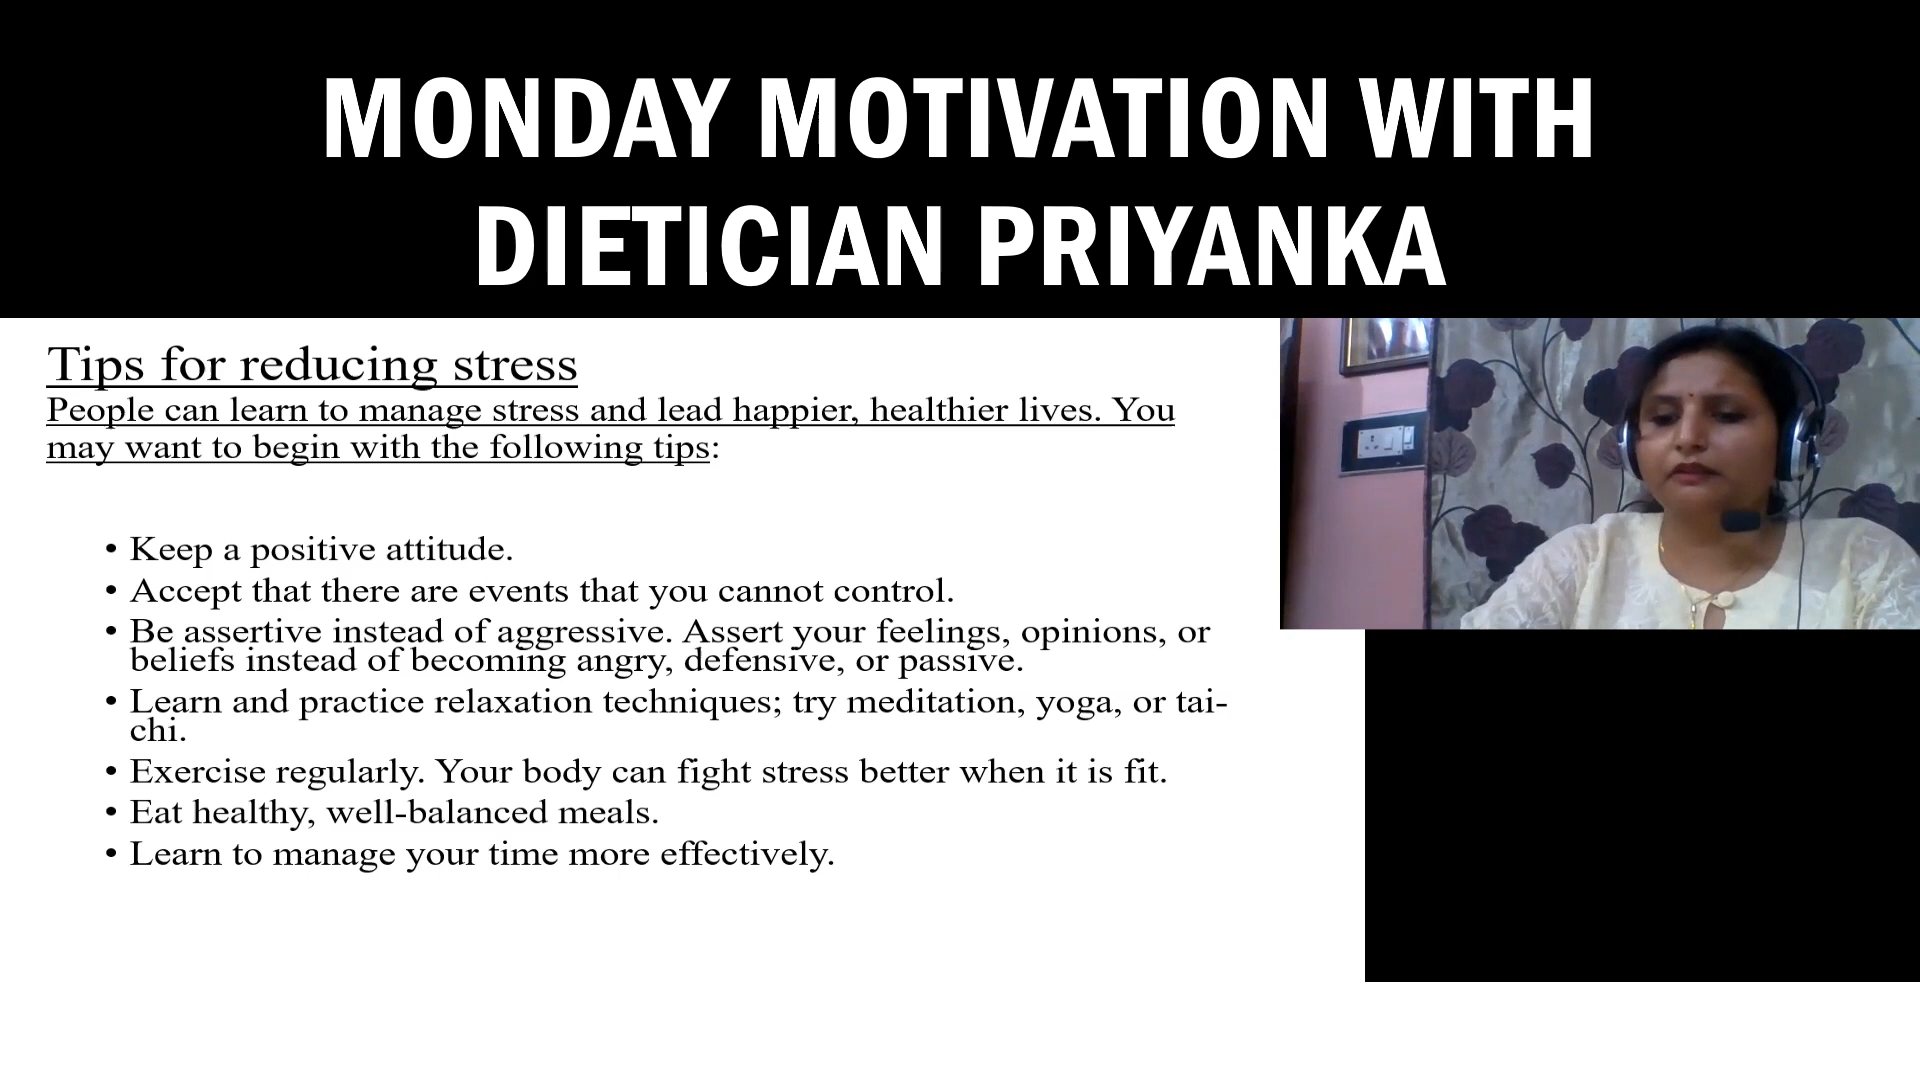 MONDAY MOTIVATION WITH
DIETICIAN PRIYANKA
Tips for reducing stress
People can learn to manage stress and lead happier, healthier lives. You
may want to begin with the following tips:
• Keep a positive attitude.
• Accept that there are events that you cannot control.
• Be assertive instead of aggressive. Assert your feelings, opinions, or
beliefs instead of becoming angry, defensive, or passive.
• Learn and practice relaxation techniques; try meditation, yoga, or tai-
chi.
• Exercise regularly. Your body can fight stress better when it is fit.
• Eat healthy, well-balanced meals.
• Learn to manage your time more effectively.